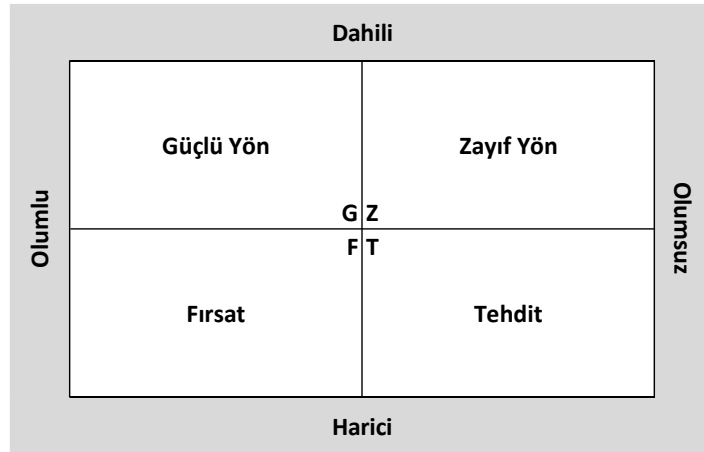 Dahili
Güçlü Yön
Zayıf Yön
Olumlu
G Z
Olumsuz
F T
Fırsat
Tehdit
Harici